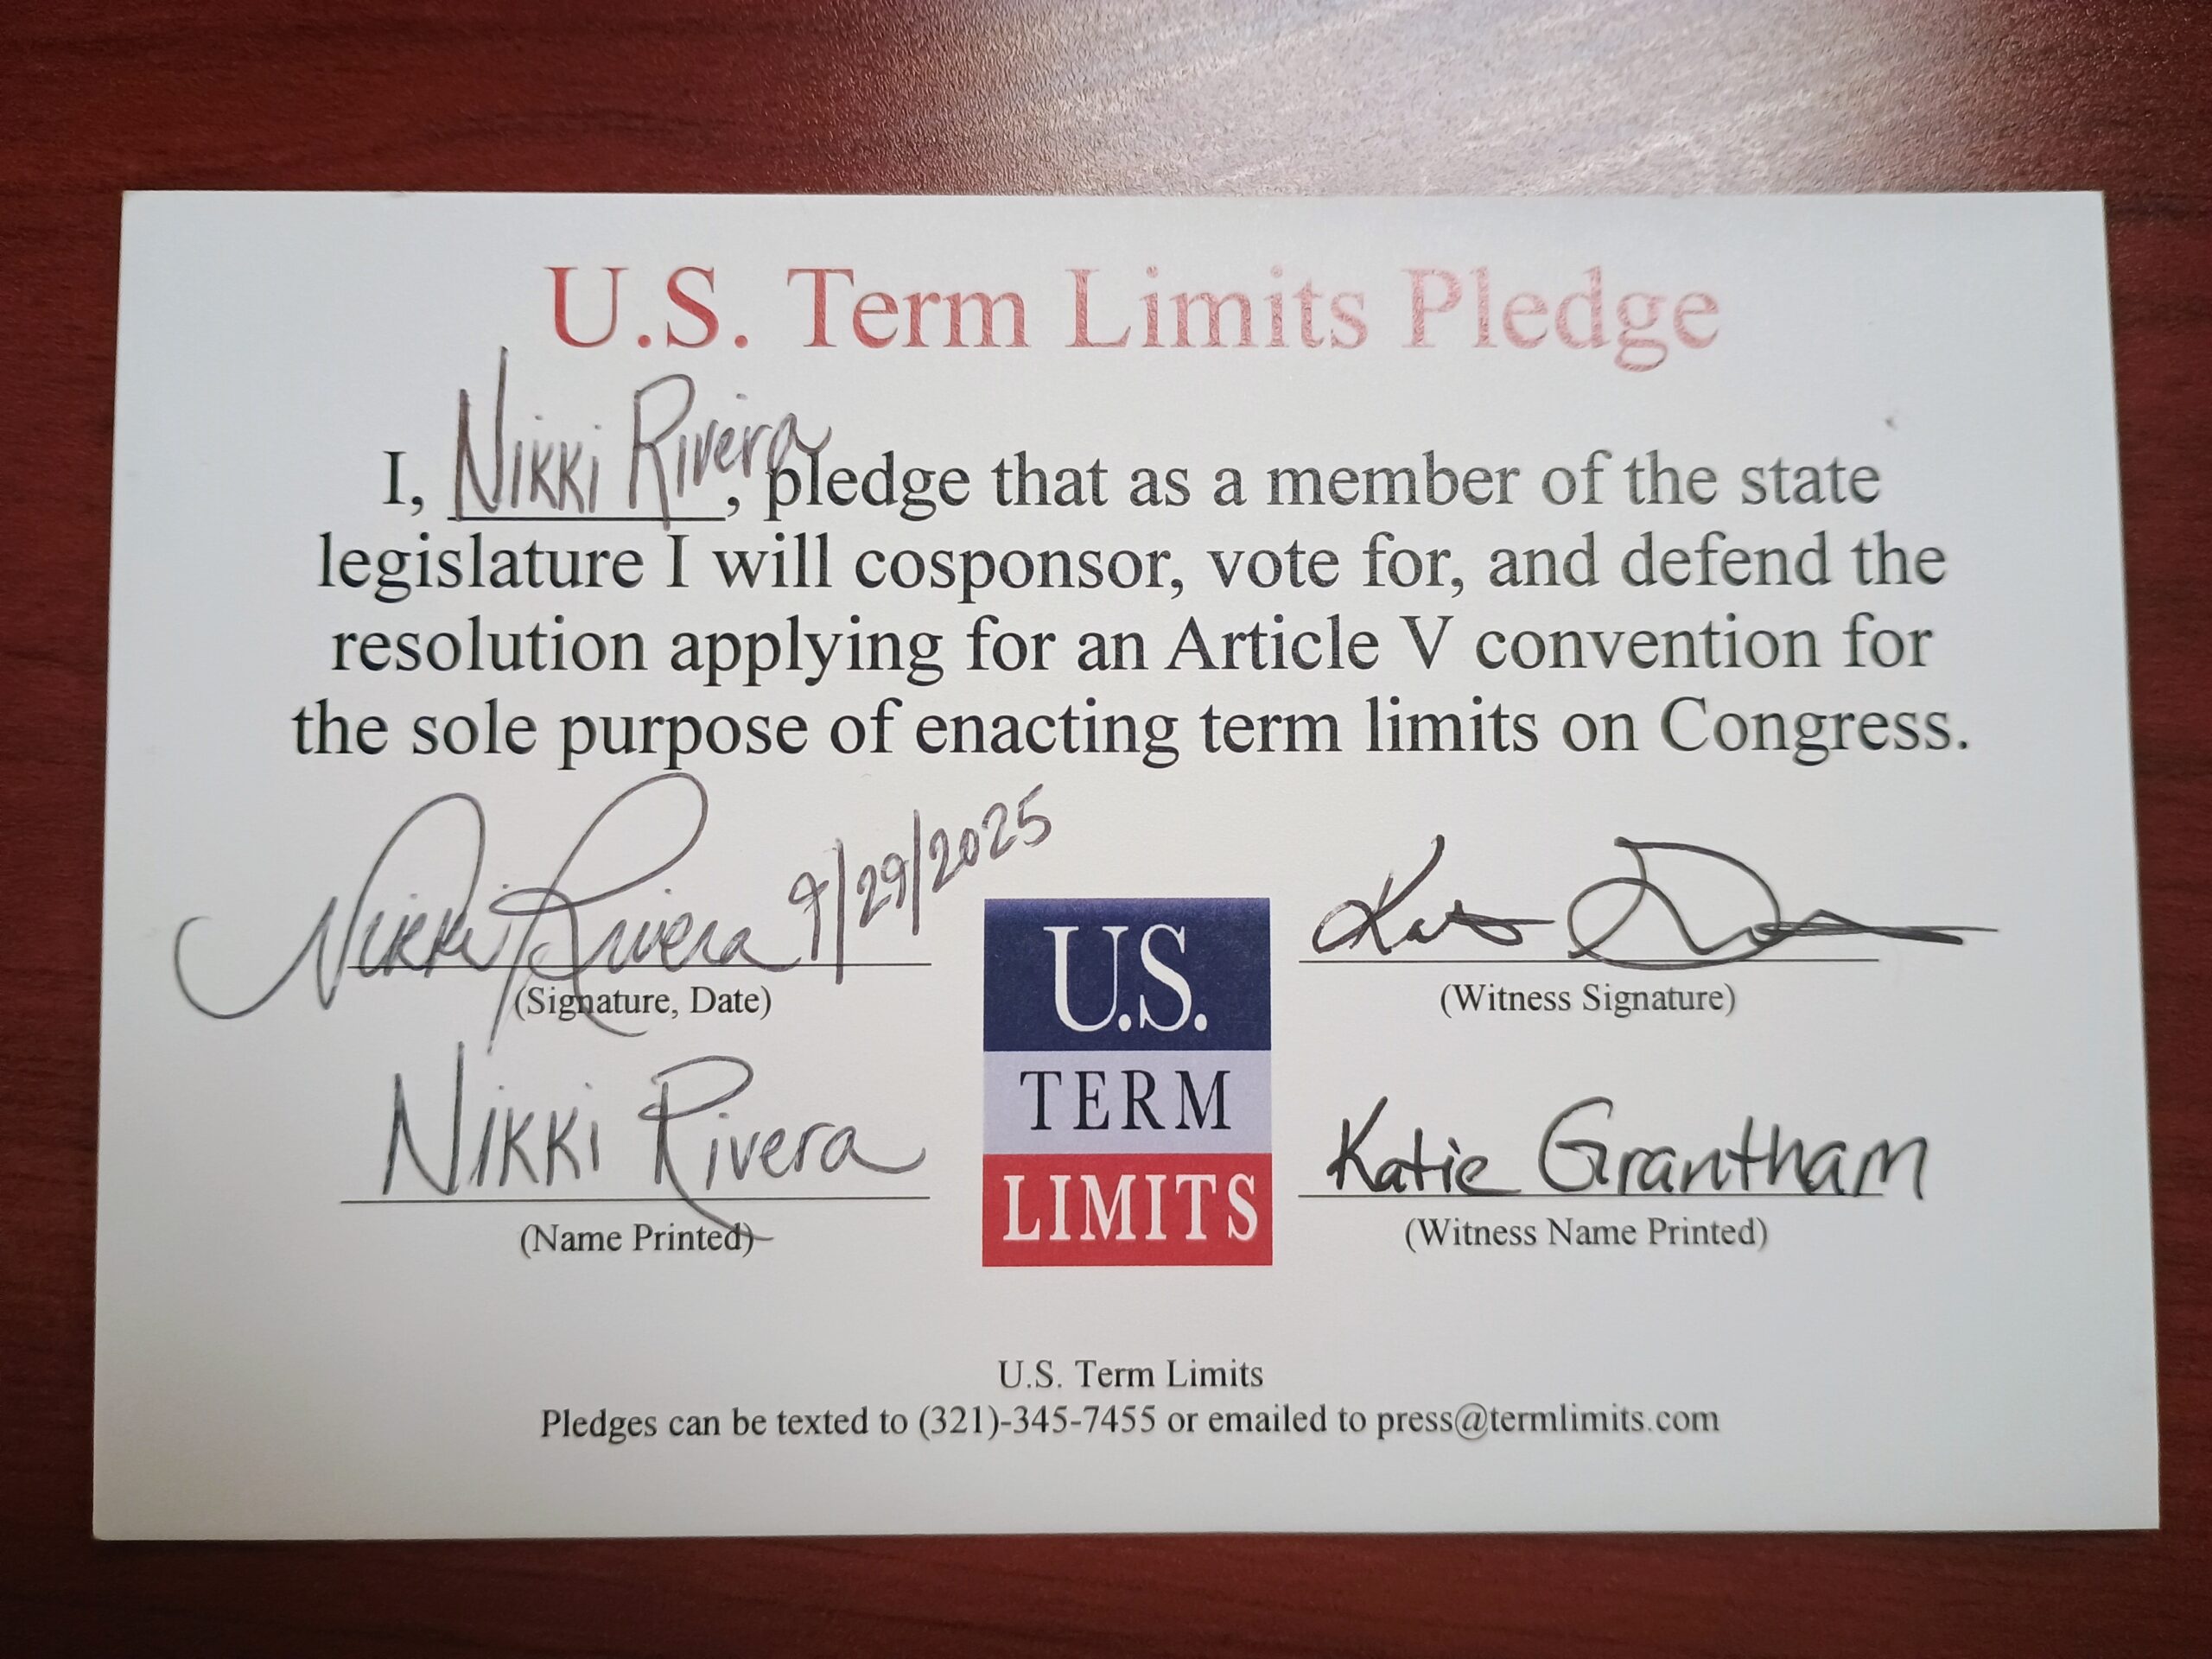 U.S. Term Limits Pledge
I, Nikki Rivera, pledge that as a member of the state
legislature I will cosponsor, vote for, and defend the
resolution applying for an Article V convention for
the sole purpose of enacting term limits on Congress.
Nikki Rivera 9/29/2025
(Signature, Date)
(Witness Signature)
Nikki Rivera
(Name Printed)
U.S.
TERM
LIMITS
Katie Grantham
(Witness Name Printed)
U.S. Term Limits
Pledges can be texted to (321)-345-7455 or emailed to press@termlimits.com